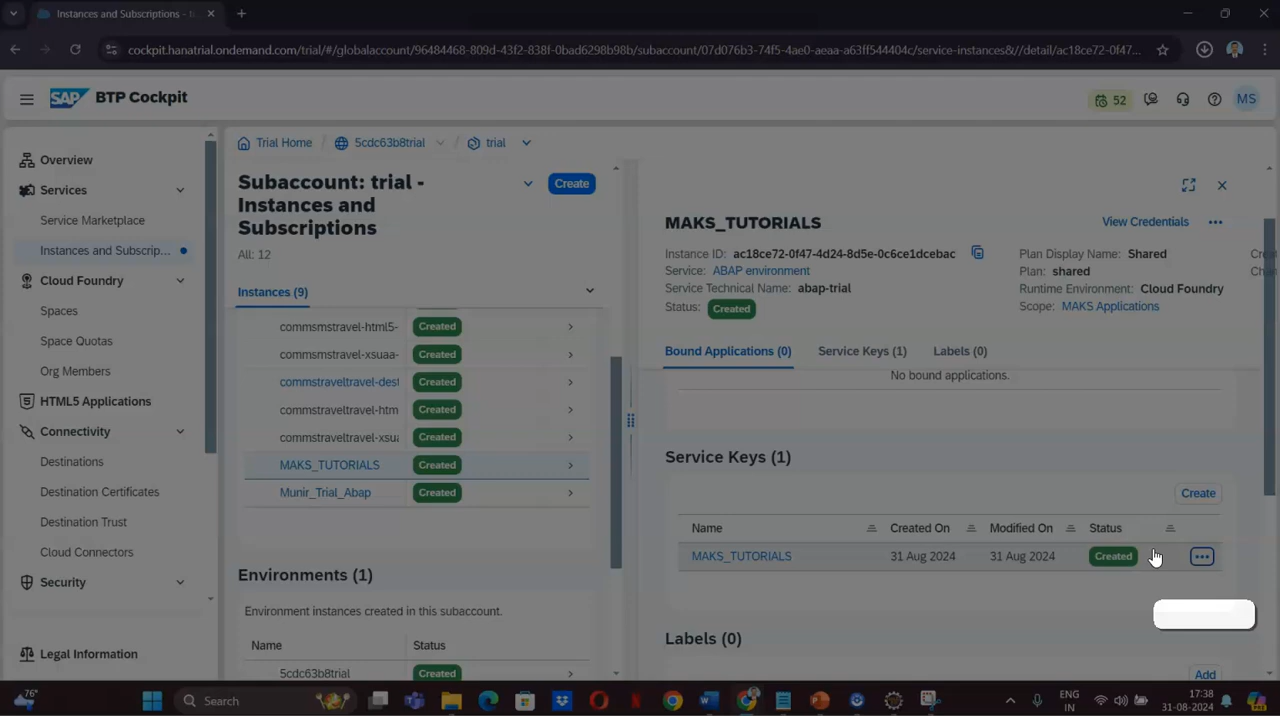 Instances and Subscriptions - t
cockpit.hanatrial.ondemand.com/trial/#/globalaccount/96484468-809d-43f2-838f-0bad6298b98b/subaccount/07d076b3-74f5-4ae0-aeaa-a63ff544404c/service-instances&//detail/ac18ce72-0f47...
SAP BTP Cockpit
52
MS
Overview
Services
Service Marketplace
Instances and Subscrip...
Cloud Foundry
Spaces
Space Quotas
Org Members
HTML5 Applications
Connectivity
Destinations
Destination Certificates
Destination Trust
Cloud Connectors
Security
Legal Information
Trial Home / 5cdc63b8trial / trial
Subaccount: trial -
Instances and
Subscriptions
Create
All: 12
Instances (9)
commsmstravel-html5- Created
commsmstravel-xsuaa- Created
commstraveltravel-dest Created
commstraveltravel-htm Created
commstraveltravel-xsua Created
MAKS_TUTORIALS Created
Munir_Trial_Abap Created
Environments (1)
Environment instances created in this subaccount.
Name Status
5cdc63b8trial Created
MAKS_TUTORIALS
View Credentials
Instance ID: ac18ce72-0f47-4d24-8d5e-0c6ce1dcebac
Service: ABAP environment
Service Technical Name: abap-trial
Status: Created
Plan Display Name: Shared
Plan: shared
Runtime Environment: Cloud Foundry
Scope: MAKS Applications
Crea
Cha
Bound Applications (0) Service Keys (1) Labels (0)
No bound applications.
Service Keys (1)
Create
Name Created On Modified On Status
MAKS_TUTORIALS 31 Aug 2024 31 Aug 2024 Created
Labels (0)
Add
76°
Search
ENG
IN
17:38
31-08-2024